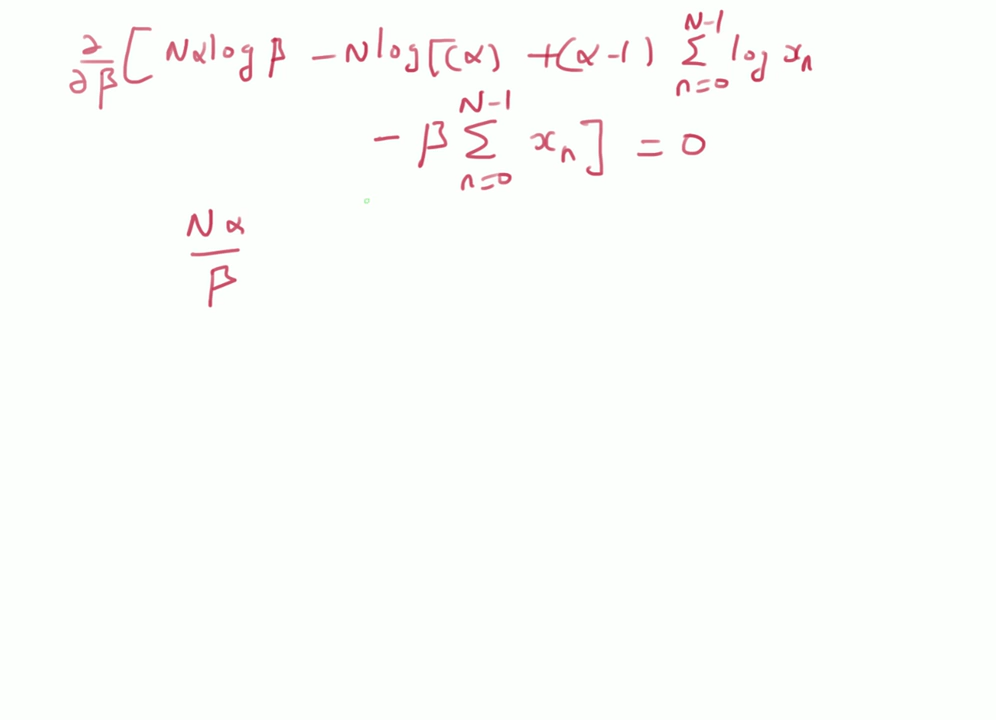 ∂/∂β [ Nα log β − N log Γ(α) + (α−1) Σ_{n=0}^{N−1} log x_n
− β Σ_{n=0}^{N−1} x_n ] = 0
Nα/β